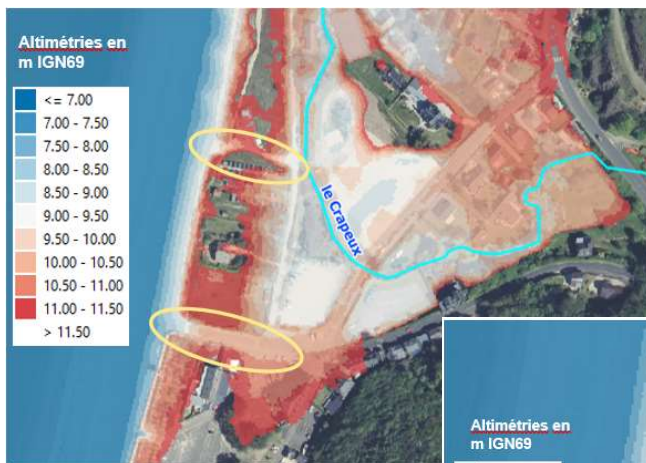 Altimétries en
m IGN69
<= 7.00
7.00 - 7.50
7.50 - 8.00
8.00 - 8.50
8.50 - 9.00
9.00 - 9.50
9.50 - 10.00
10.00 - 10.50
10.50 - 11.00
11.00 - 11.50
> 11.50
le Crapeux
Altimétries en
m IGN69